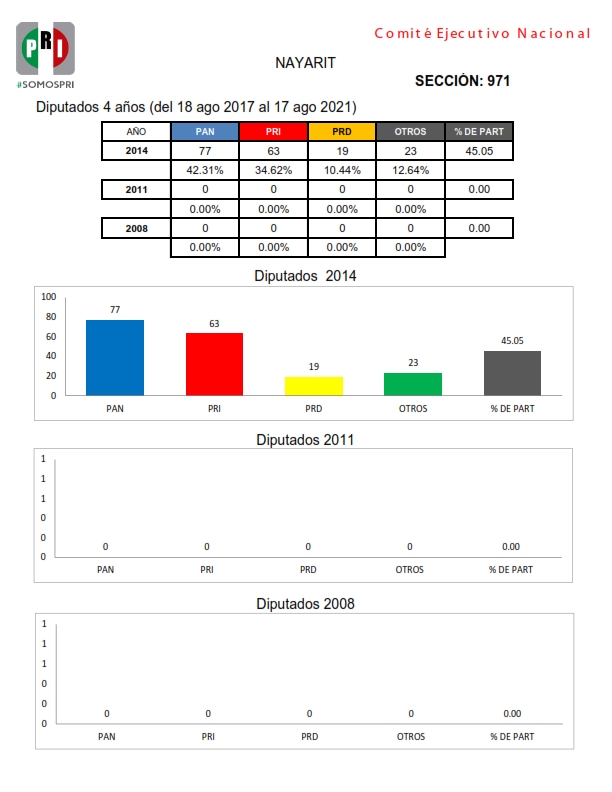 Comité Ejecutivo Nacional
PRI
#SOMOSPRI
NAYARIT
SECCIÓN: 971
Diputados 4 años (del 18 ago 2017 al 17 ago 2021)
AÑO PAN PRI PRD OTROS % DE PART
2014 77 63 19 23 45.05
42.31% 34.62% 10.44% 12.64%
2011 0 0 0 0 0.00
0.00% 0.00% 0.00% 0.00%
2008 0 0 0 0 0.00
0.00% 0.00% 0.00% 0.00%
Diputados 2014
100
80
60
40
20
0
77 63 19 23 45.05
PAN PRI PRD OTROS % DE PART
Diputados 2011
1
1
1
0
0
0
0 0 0 0 0.00
PAN PRI PRD OTROS % DE PART
Diputados 2008
1
1
1
0
0
0
0 0 0 0 0.00
PAN PRI PRD OTROS % DE PART